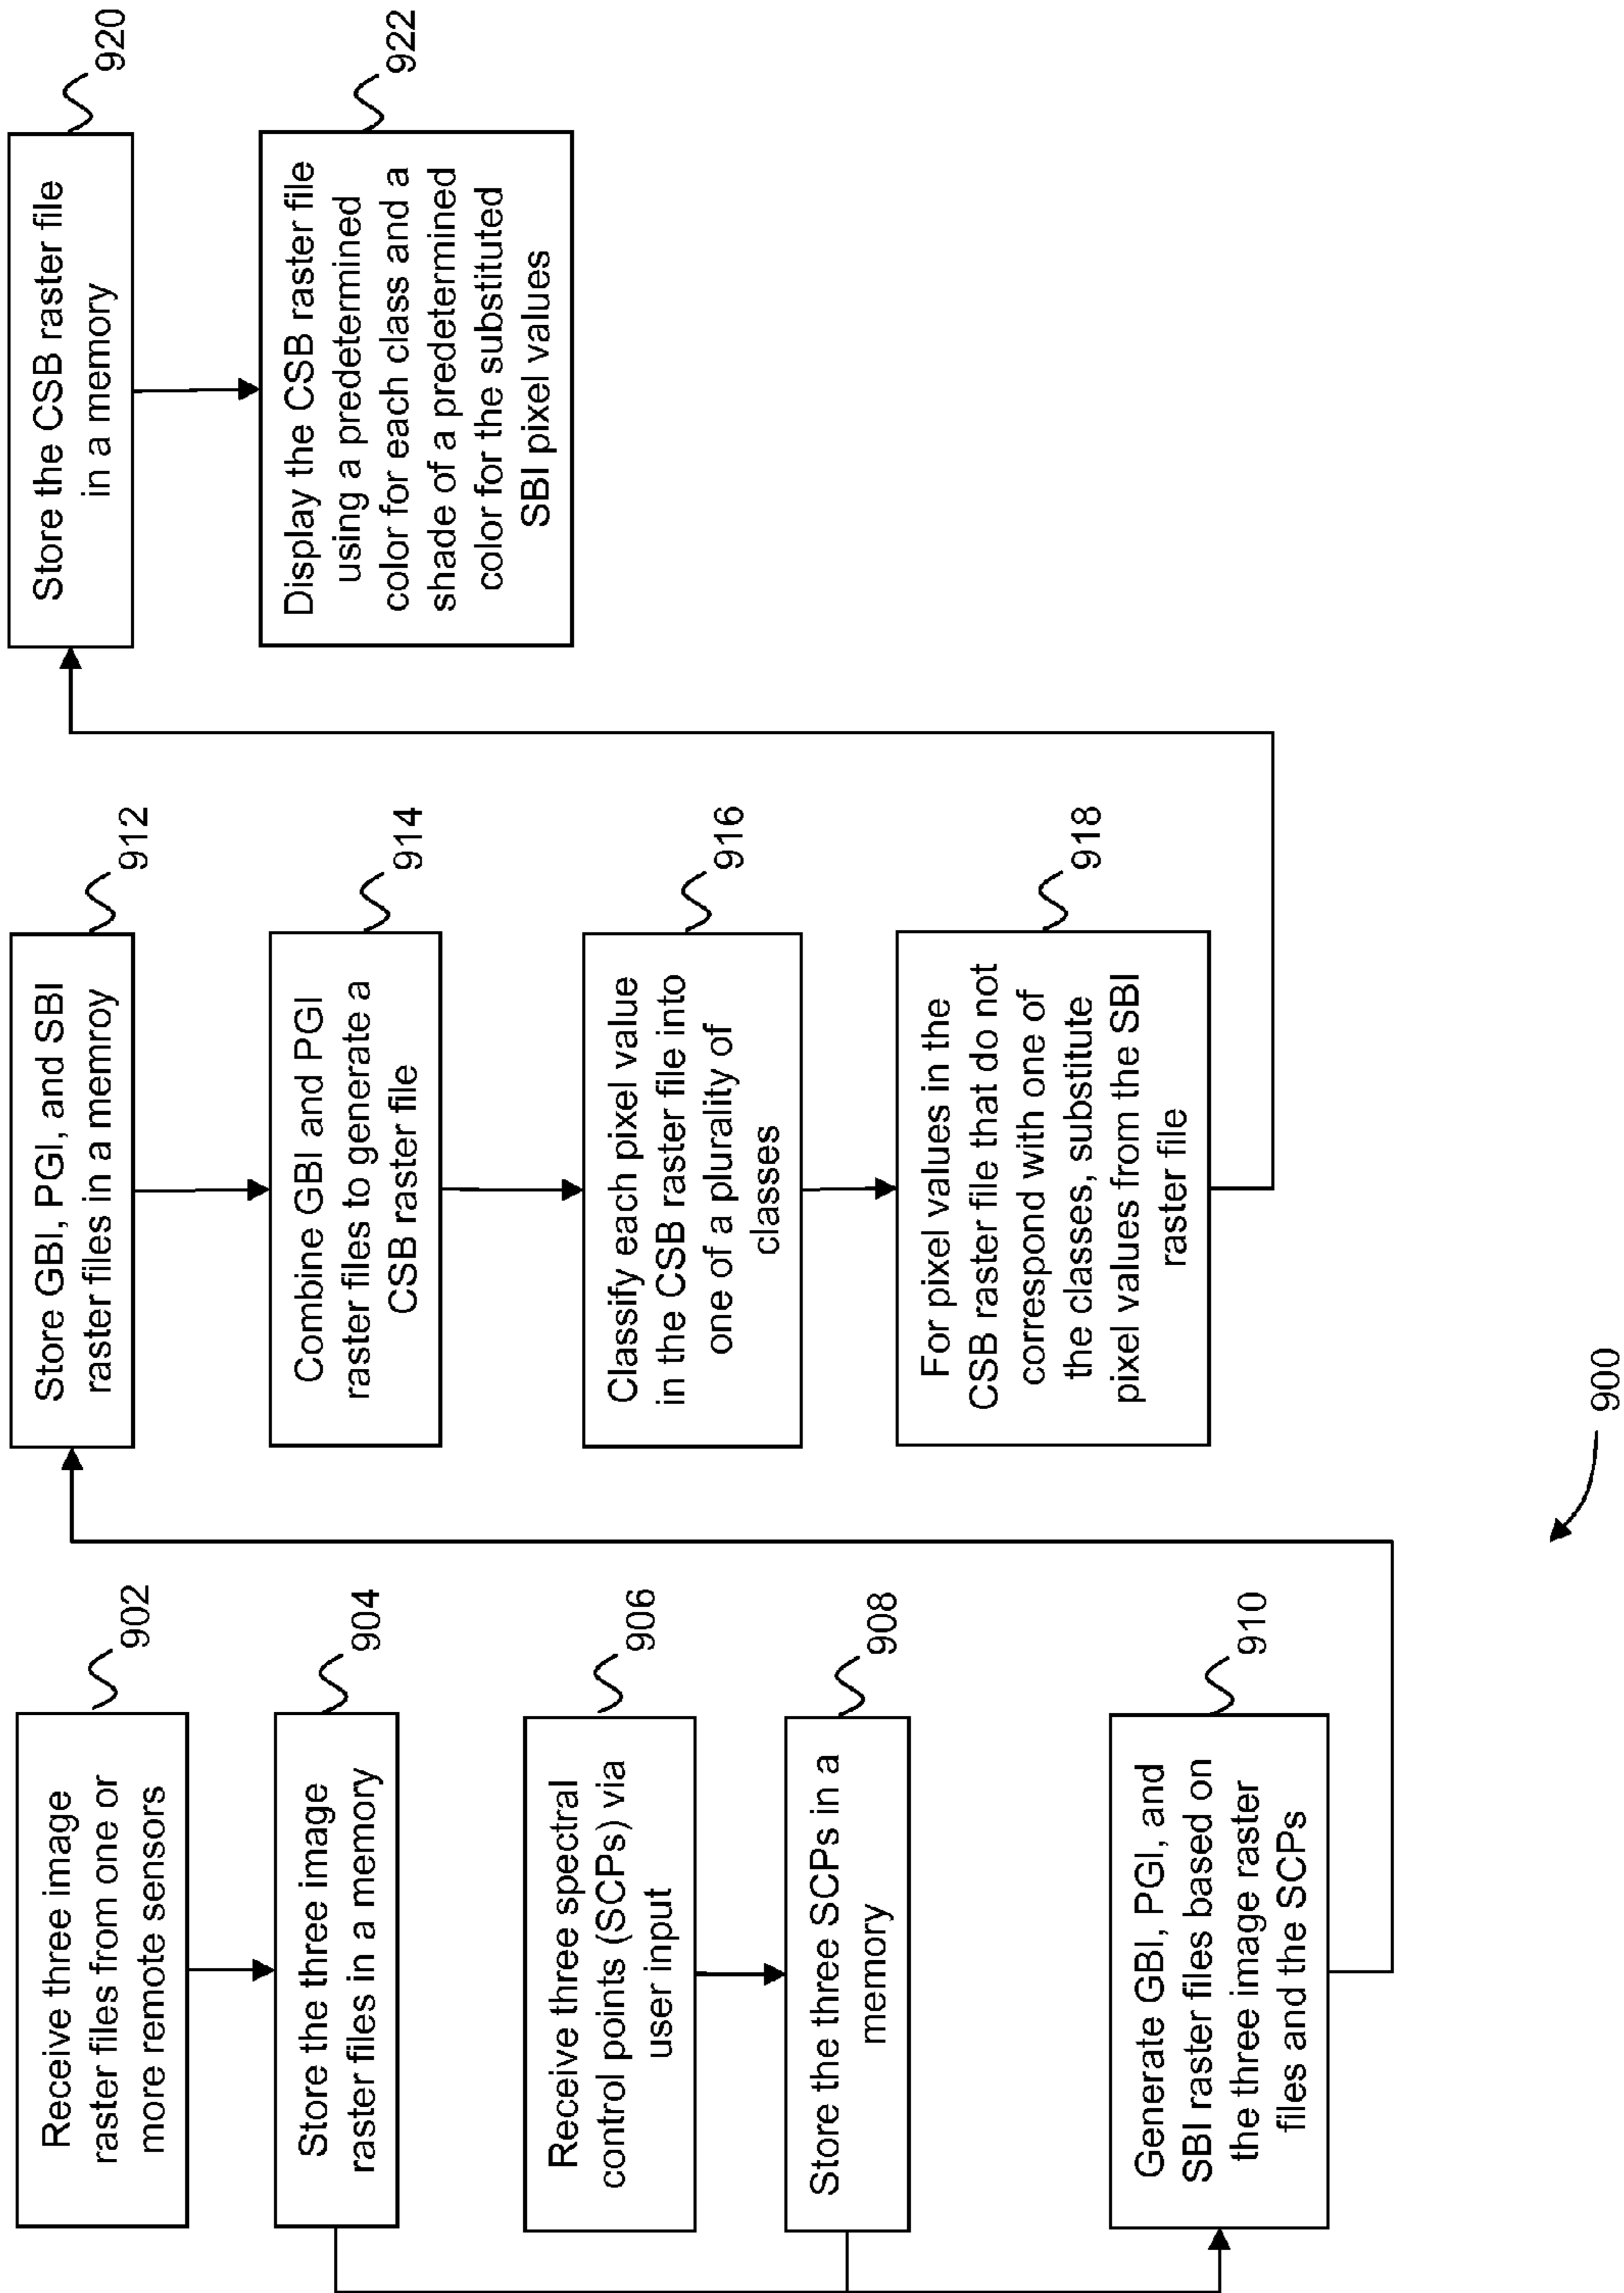 Receive three image
raster files from one or
more remote sensors
902
Store the three image
raster files in a memory
904
Receive three spectral
control points (SCPs) via
user input
906
Store the three SCPs in a
memory
908
Generate GBI, PGI, and
SBI raster files based on
the three image raster
files and the SCPs
910
Store GBI, PGI, and SBI
raster files in a memroy
912
Combine GBI and PGI
raster files to generate a
CSB raster file
914
Classify each pixel value
in the CSB raster file into
one of a plurality of
classes
916
For pixel values in the
CSB raster file that do not
correspond with one of
the classes, substitute
pixel values from the SBI
raster file
918
Store the CSB raster file
in a memory
920
Display the CSB raster file
using a predetermined
color for each class and a
shade of a predetermined
color for the substituted
SBI pixel values
922
900